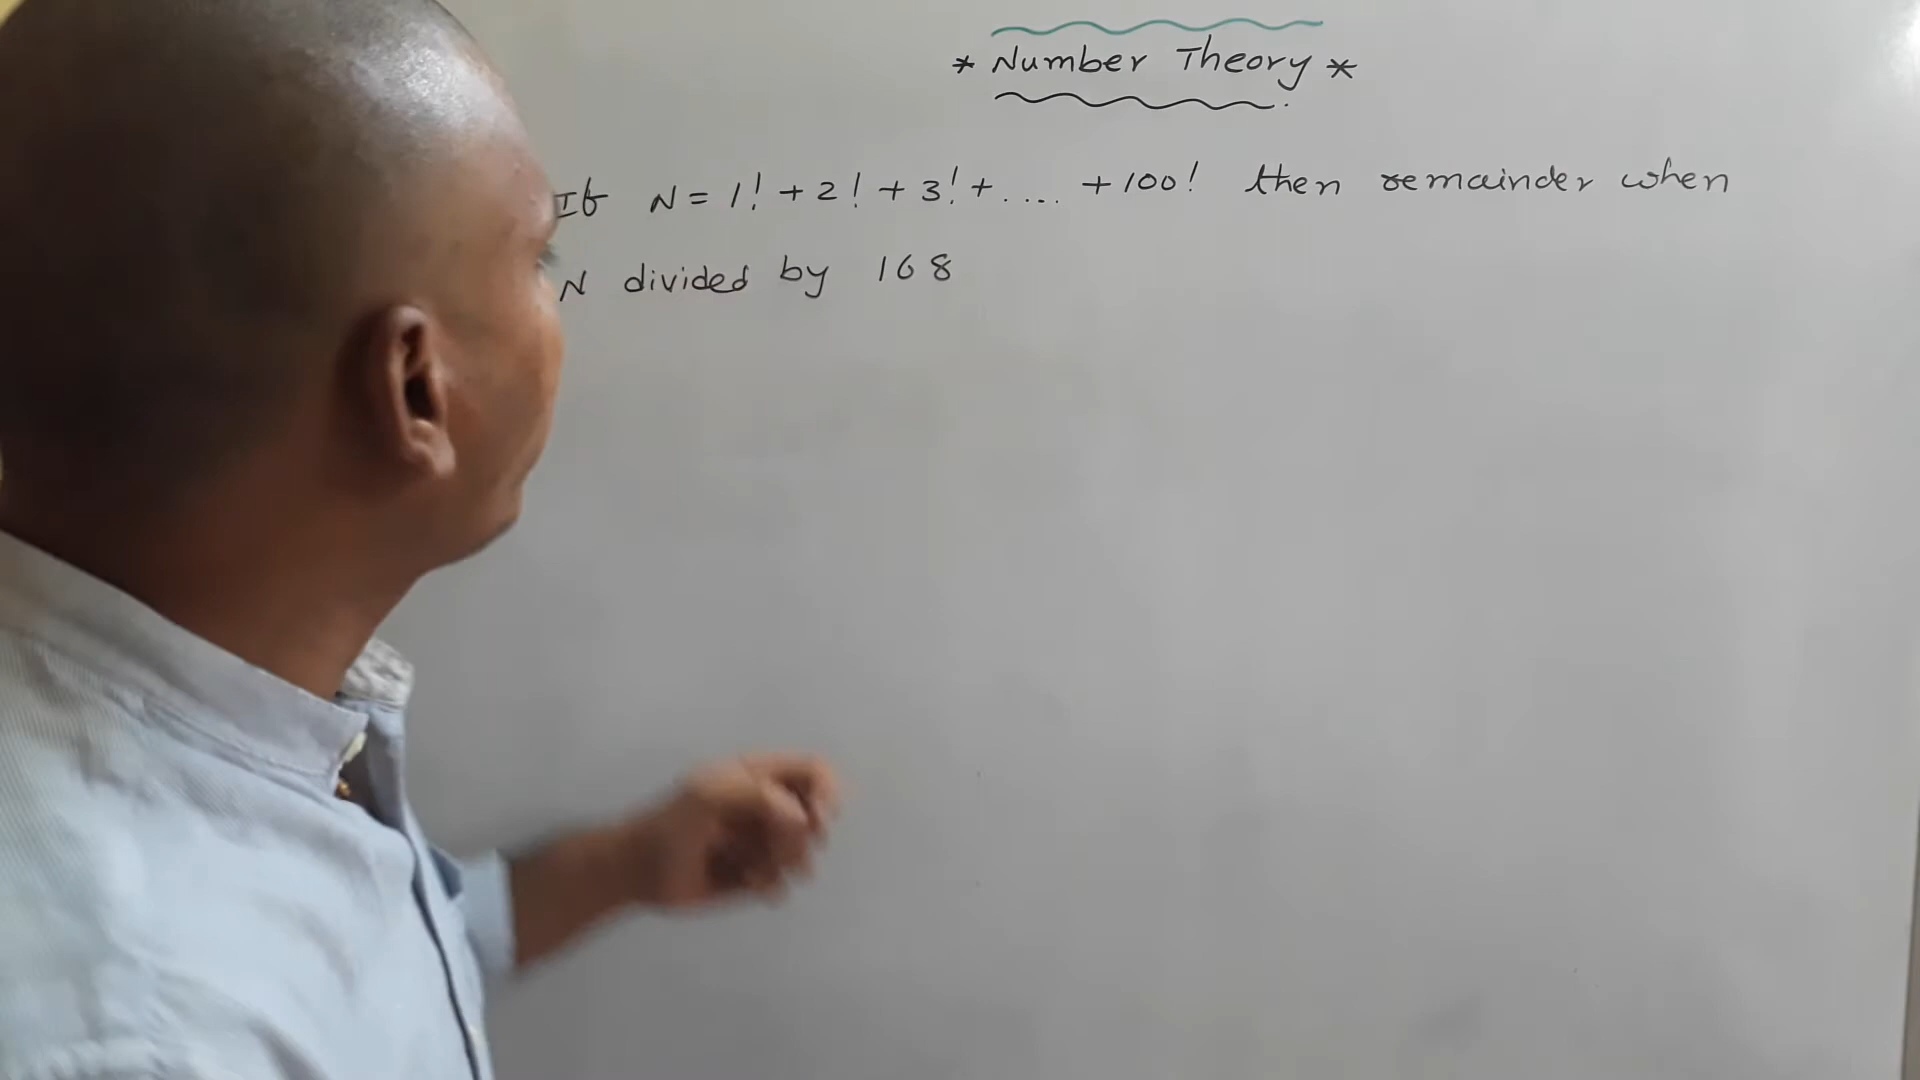 * Number Theory *
If N = 1! + 2! + 3! + .... + 100! then remainder when
N divided by 168